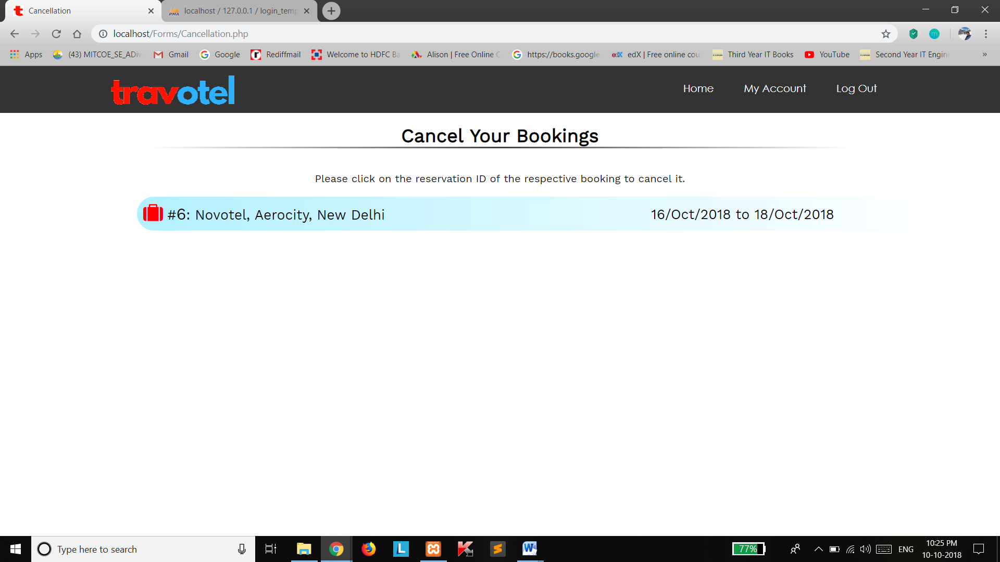 Cancellation
localhost / 127.0.0.1 / login_temp
localhost/Forms/Cancellation.php
Apps
(43) MITCOE_SE_ADiv
Gmail
Google
Rediffmail
Welcome to HDFC Ba
Alison | Free Online C
https://books.google.
edX | Free online cour
Third Year IT Books
YouTube
Second Year IT Engine
»
travotel
Home
My Account
Log Out
Cancel Your Bookings
Please click on the reservation ID of the respective booking to cancel it.
#6: Novotel, Aerocity, New Delhi
16/Oct/2018 to 18/Oct/2018
Type here to search
77%
ENG
10:25 PM
10-10-2018